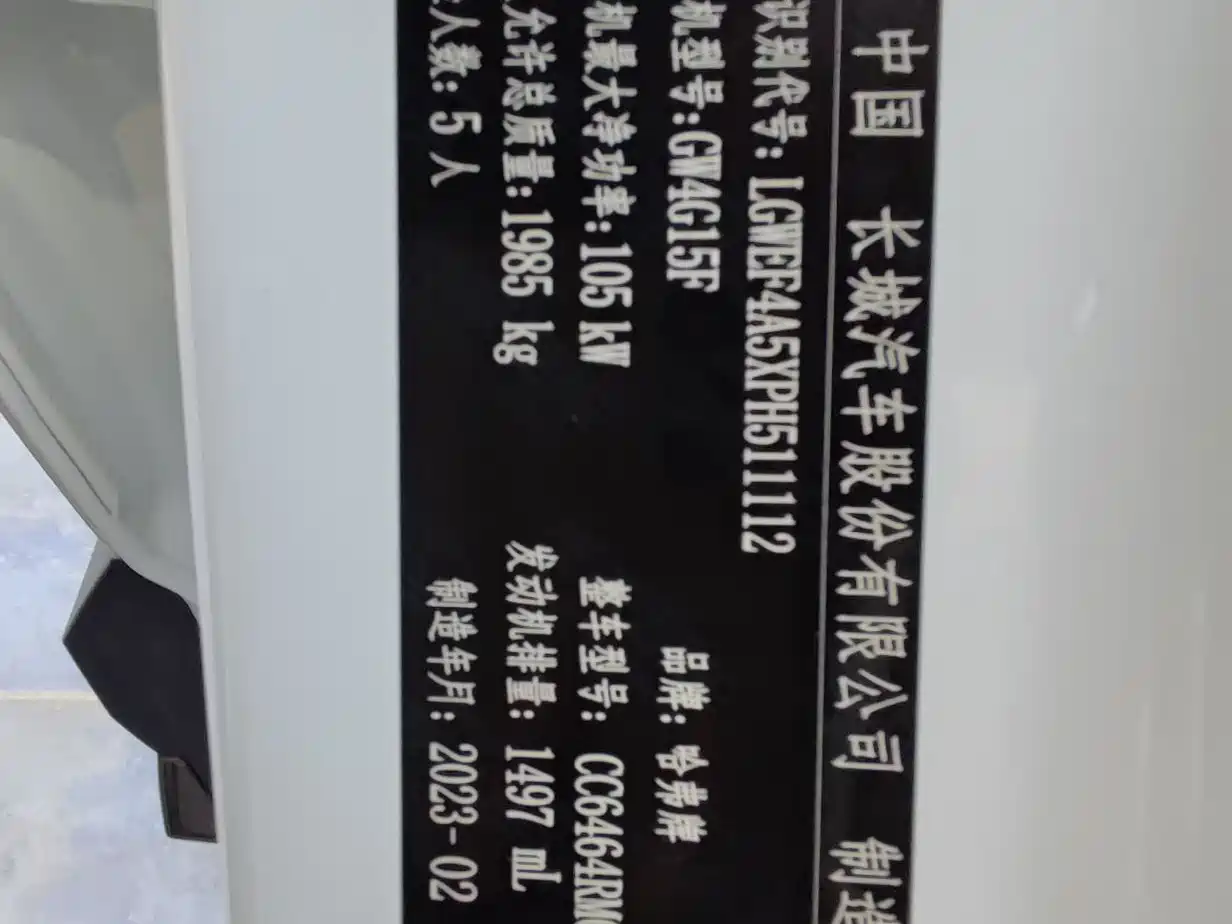 中国 长城汽车股份有限公司 制造
识别代号: LGWEF4A5XPH511112
品牌: 哈弗牌
机型号: GW4G15F
整车型号: CC6464RM
机最大净功率: 105 kW
发动机排量: 1497 mL
允许总质量: 1985 kg
制造年月: 2023-02
人数: 5 人